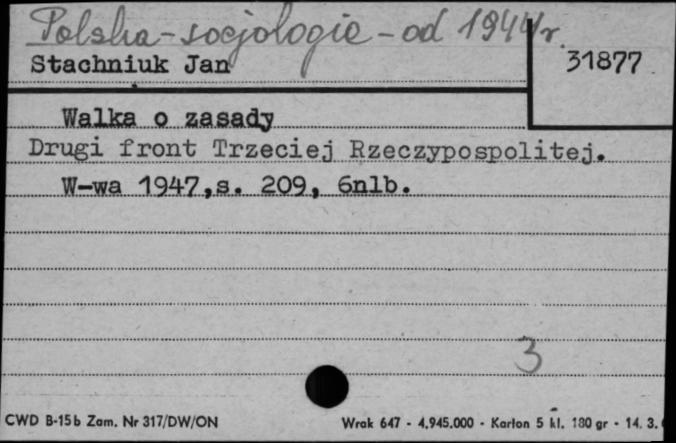 Polska - socjologia - od 1944r.
Stachniuk Jan
31877
Walka o zasady
Drugi front Trzeciej Rzeczypospolitej.
W-wa 1947,s. 209, 6nlb.
3
CWD B-15b Zam. Nr 317/DW/ON
Wrak 647 - 4.945.000 - Karton 5 kl. 180 gr - 14. 3.